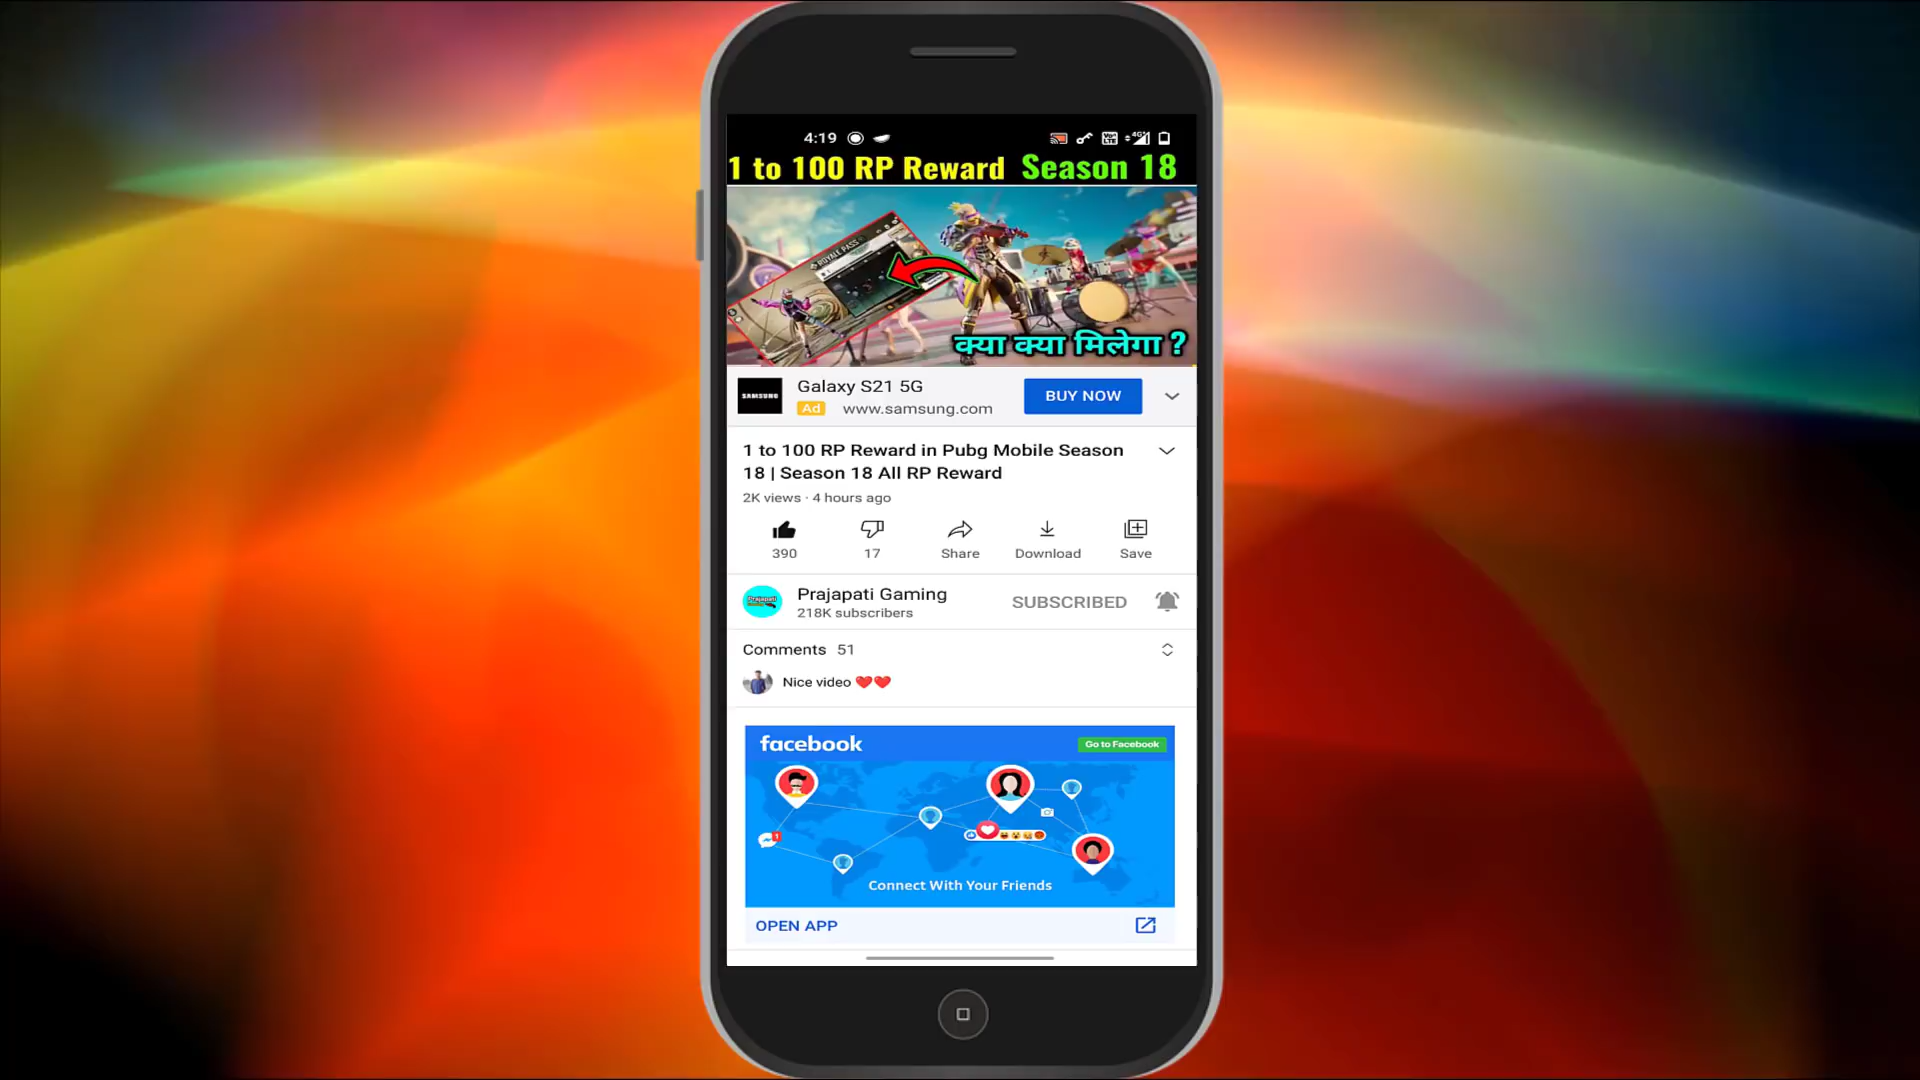 4:19
1 to 100 RP Reward Season 18
ROYALE PASS
क्या क्या मिलेगा ?
SAMSUNG
Galaxy S21 5G
BUY NOW
Ad www.samsung.com
1 to 100 RP Reward in Pubg Mobile Season
18 | Season 18 All RP Reward
2K views · 4 hours ago
390 17 Share Download Save
Prajapati Gaming
218K subscribers
SUBSCRIBED
Comments 51
Nice video ❤️❤️
facebook
Go to Facebook
1
Connect With Your Friends
OPEN APP